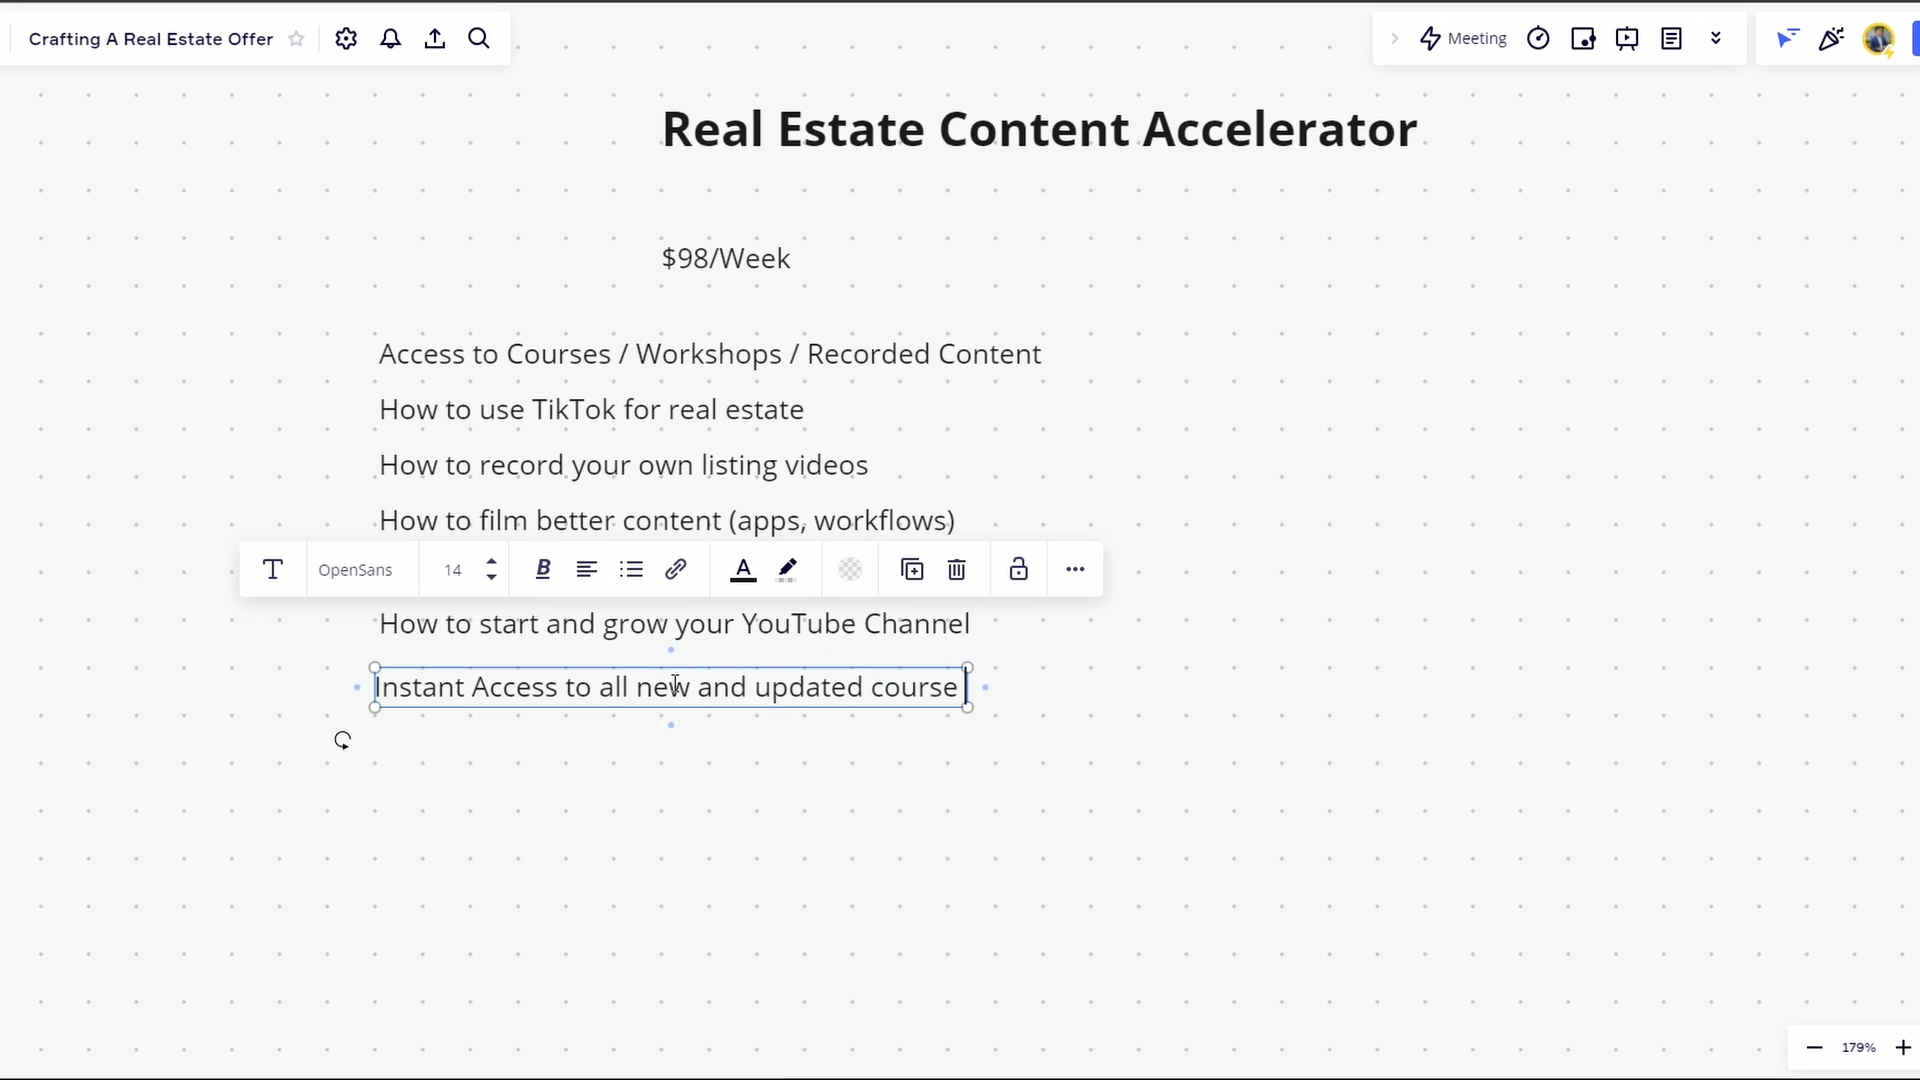 Crafting A Real Estate Offer
Meeting
Real Estate Content Accelerator
$98/Week
Access to Courses / Workshops / Recorded Content
How to use TikTok for real estate
How to record your own listing videos
How to film better content (apps, workflows)
OpenSans
14
How to start and grow your YouTube Channel
Instant Access to all new and updated course
179%